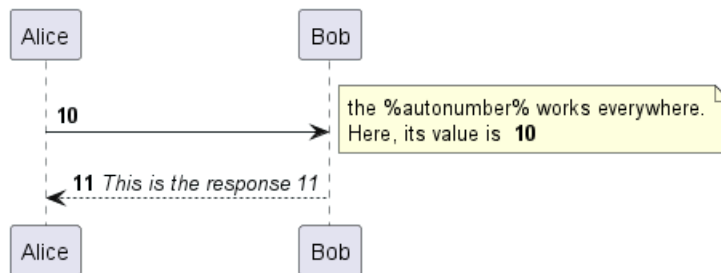 Alice Bob
10
the %autonumber% works everywhere.
Here, its value is 10
11 This is the response 11
Alice Bob